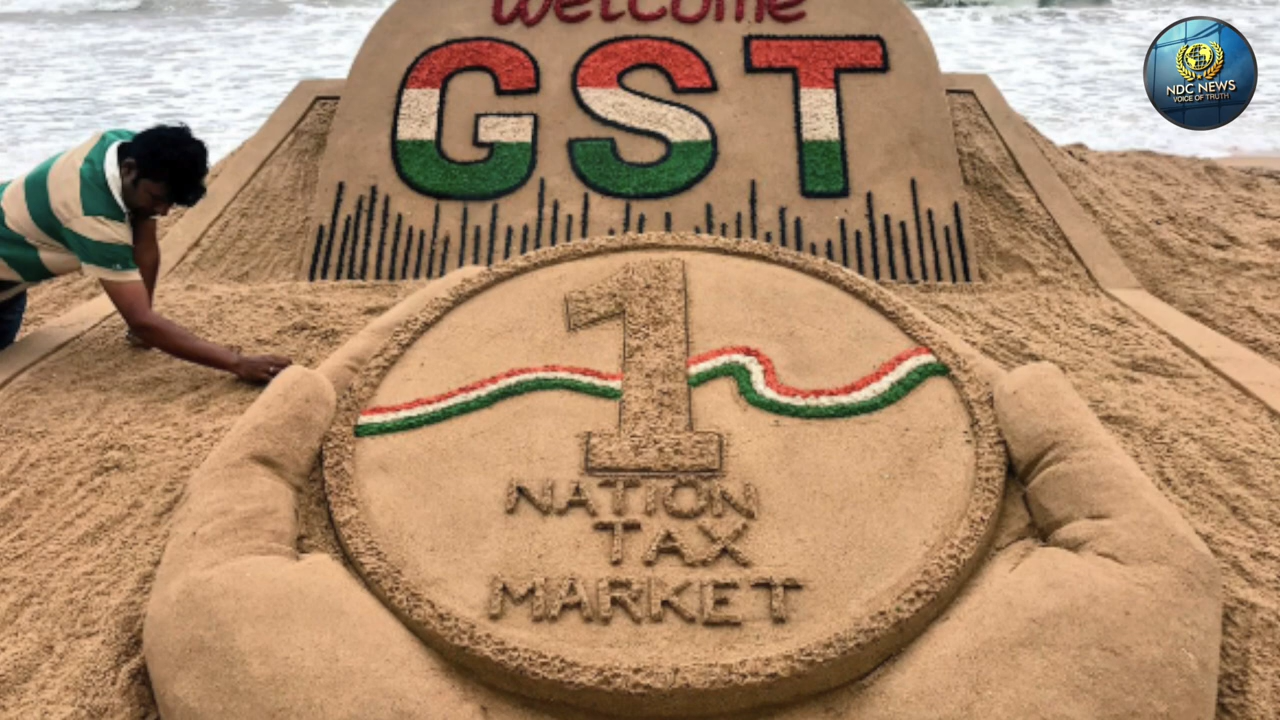 Welcome
GST
1
NATION
TAX
MARKET
NDC NEWS
VOICE OF TRUTH